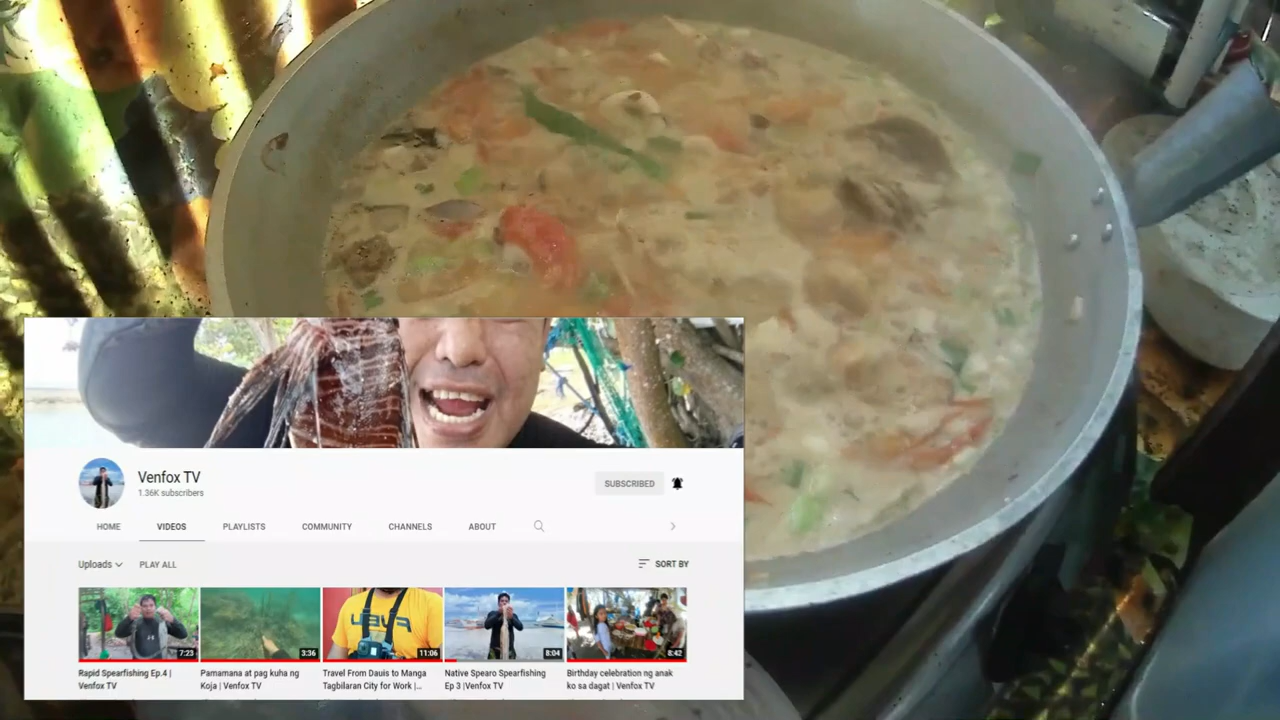 Venfox TV
1.36K subscribers
SUBSCRIBED
HOME VIDEOS PLAYLISTS COMMUNITY CHANNELS ABOUT
Uploads PLAY ALL SORT BY
7:23 3:36 11:06 8:04 8:42
Rapid Spearfishing Ep.4 |
Venfox TV
Pamamana at pag kuha ng
Koja | Venfox TV
Travel From Dauis to Manga
Tagbilaran City for Work |...
Native Spearo Spearfishing
Ep 3 |Venfox TV
Birthday celebration ng anak
ko sa dagat | Venfox TV